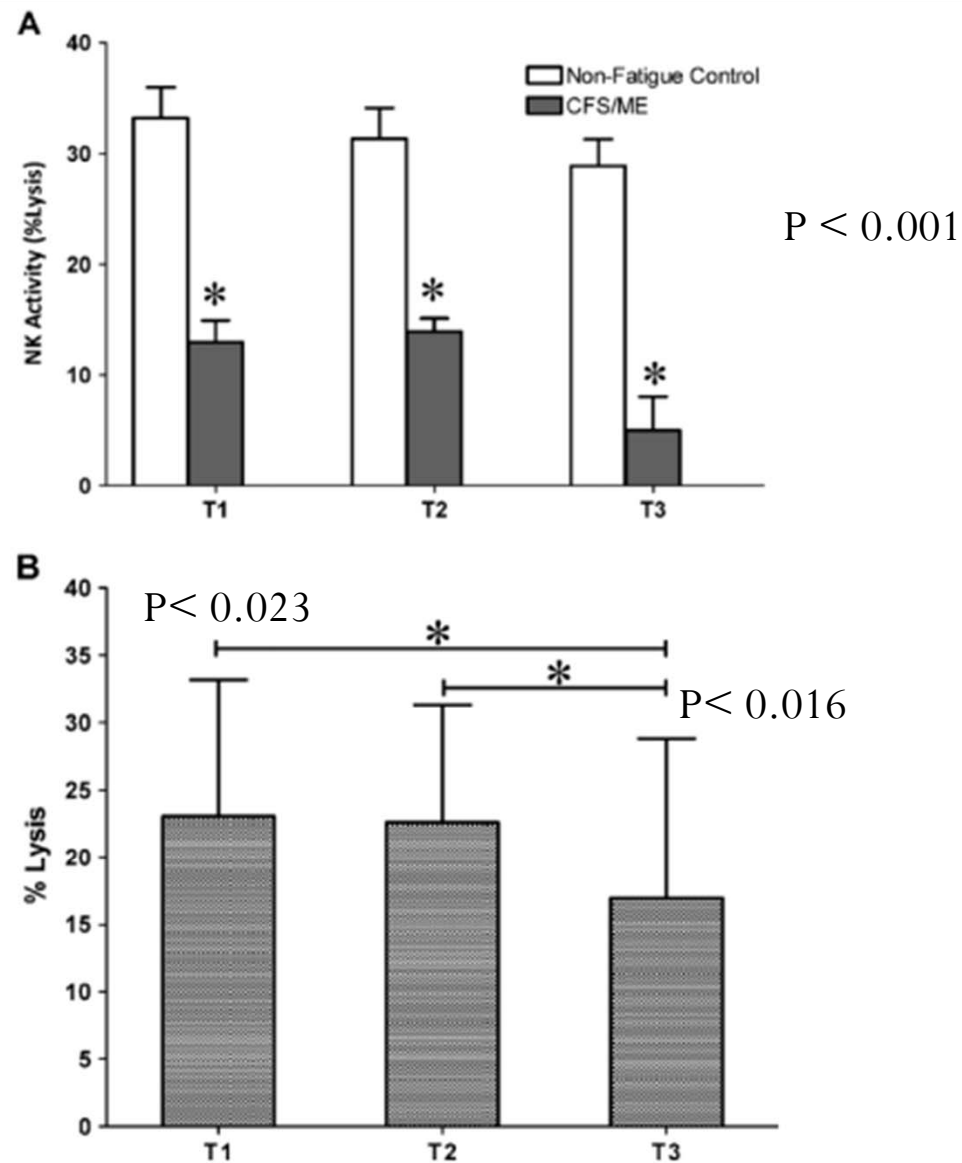 A
40
30
20
10
0
NK Activity (%Lysis)
Non-Fatigue Control
CFS/ME
P < 0.001
*
*
*
T1
T2
T3
B
40
35
30
25
20
15
10
5
0
% Lysis
P< 0.023
*
*
P< 0.016
T1
T2
T3